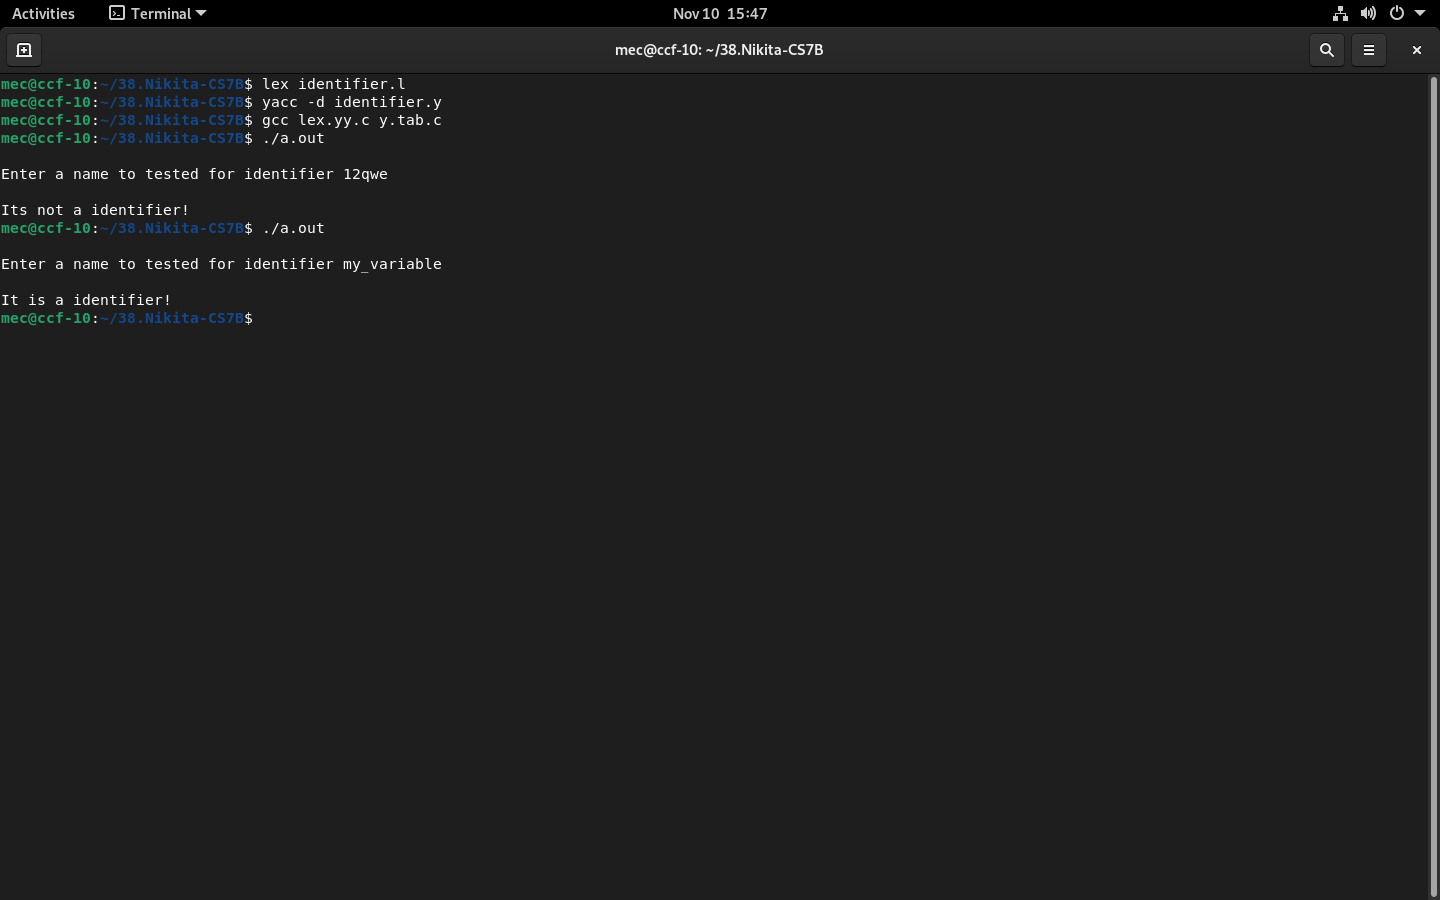 Activities Terminal Nov 10 15:47
mec@ccf-10: ~/38.Nikita-CS7B
mec@ccf-10:~/38.Nikita-CS7B$ lex identifier.l
mec@ccf-10:~/38.Nikita-CS7B$ yacc -d identifier.y
mec@ccf-10:~/38.Nikita-CS7B$ gcc lex.yy.c y.tab.c
mec@ccf-10:~/38.Nikita-CS7B$ ./a.out
Enter a name to tested for identifier 12qwe
Its not a identifier!
mec@ccf-10:~/38.Nikita-CS7B$ ./a.out
Enter a name to tested for identifier my_variable
It is a identifier!
mec@ccf-10:~/38.Nikita-CS7B$